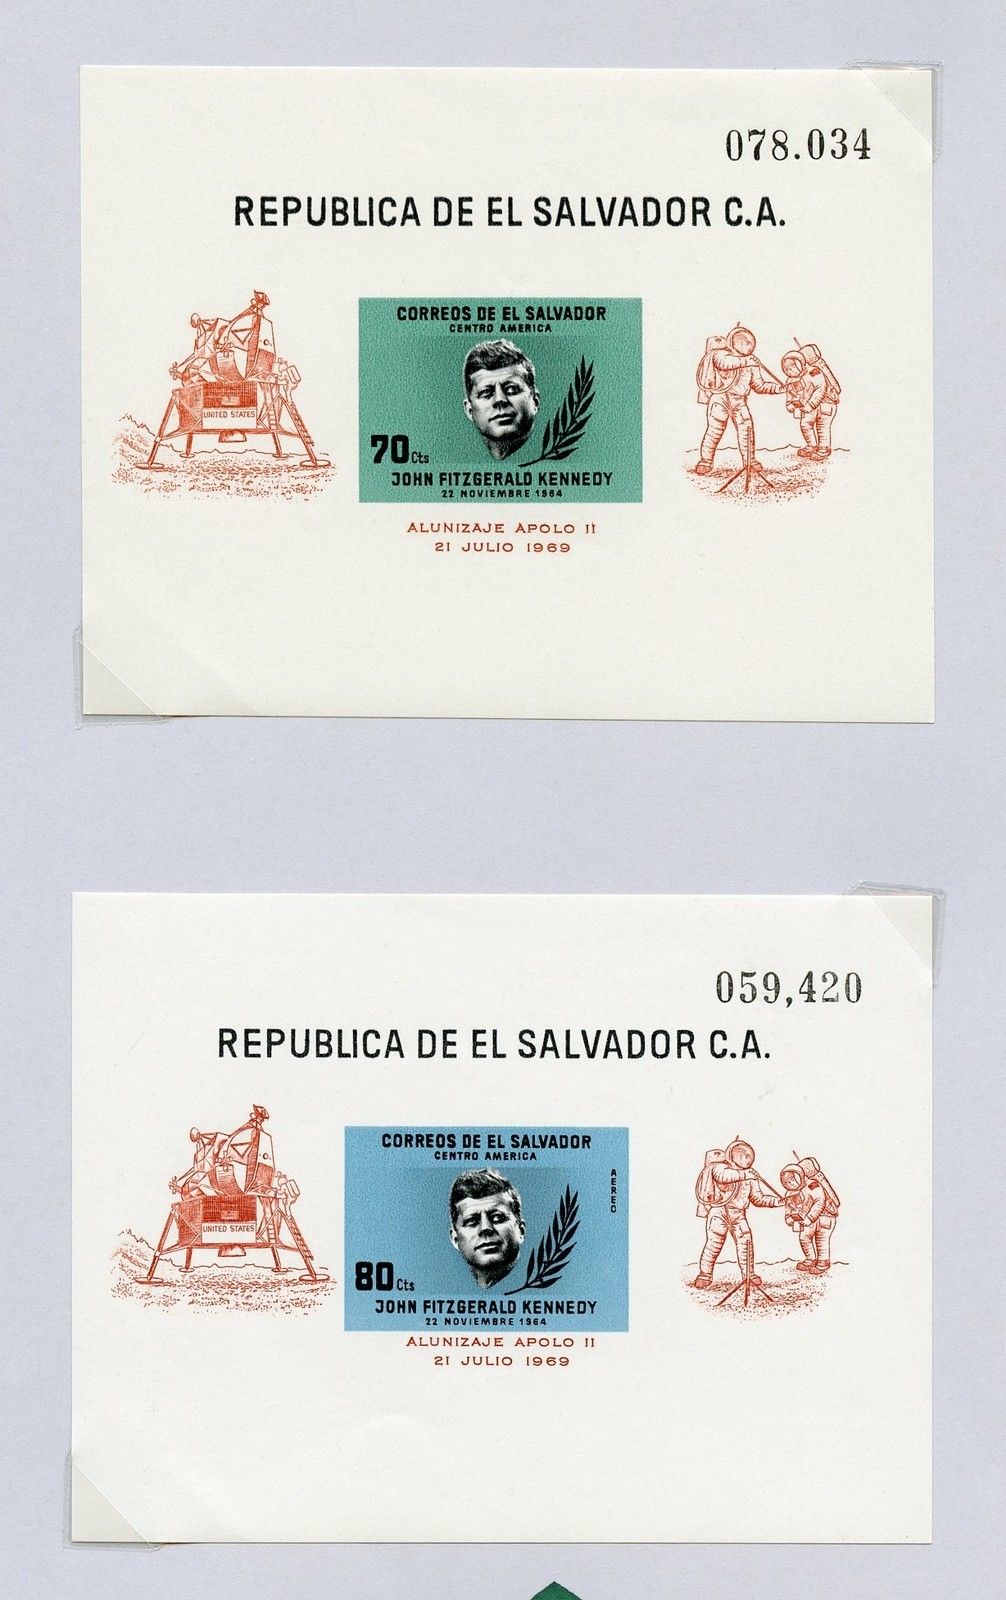 078.034
REPUBLICA DE EL SALVADOR C.A.
CORREOS DE EL SALVADOR
CENTRO AMERICA
UNITED STATES
70 Cts
JOHN FITZGERALD KENNEDY
22 NOVIEMBRE 1964
ALUNIZAJE APOLO 11
21 JULIO 1969
059,420
REPUBLICA DE EL SALVADOR C.A.
CORREOS DE EL SALVADOR
CENTRO AMERICA
AEREO
UNITED STATES
80 Cts
JOHN FITZGERALD KENNEDY
22 NOVIEMBRE 1964
ALUNIZAJE APOLO 11
21 JULIO 1969